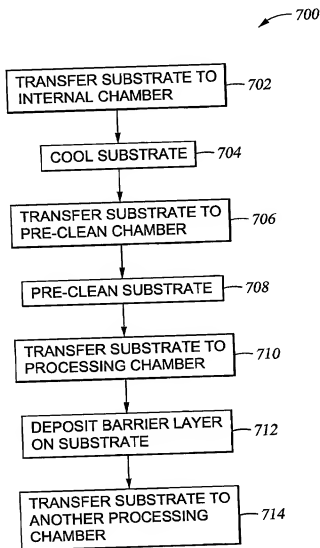 700
TRANSFER SUBSTRATE TO
INTERNAL CHAMBER
702
COOL SUBSTRATE
704
TRANSFER SUBSTRATE TO
PRE-CLEAN CHAMBER
706
PRE-CLEAN SUBSTRATE
708
TRANSFER SUBSTRATE TO
PROCESSING CHAMBER
710
DEPOSIT BARRIER LAYER
ON SUBSTRATE
712
TRANSFER SUBSTRATE TO
ANOTHER PROCESSING
CHAMBER
714